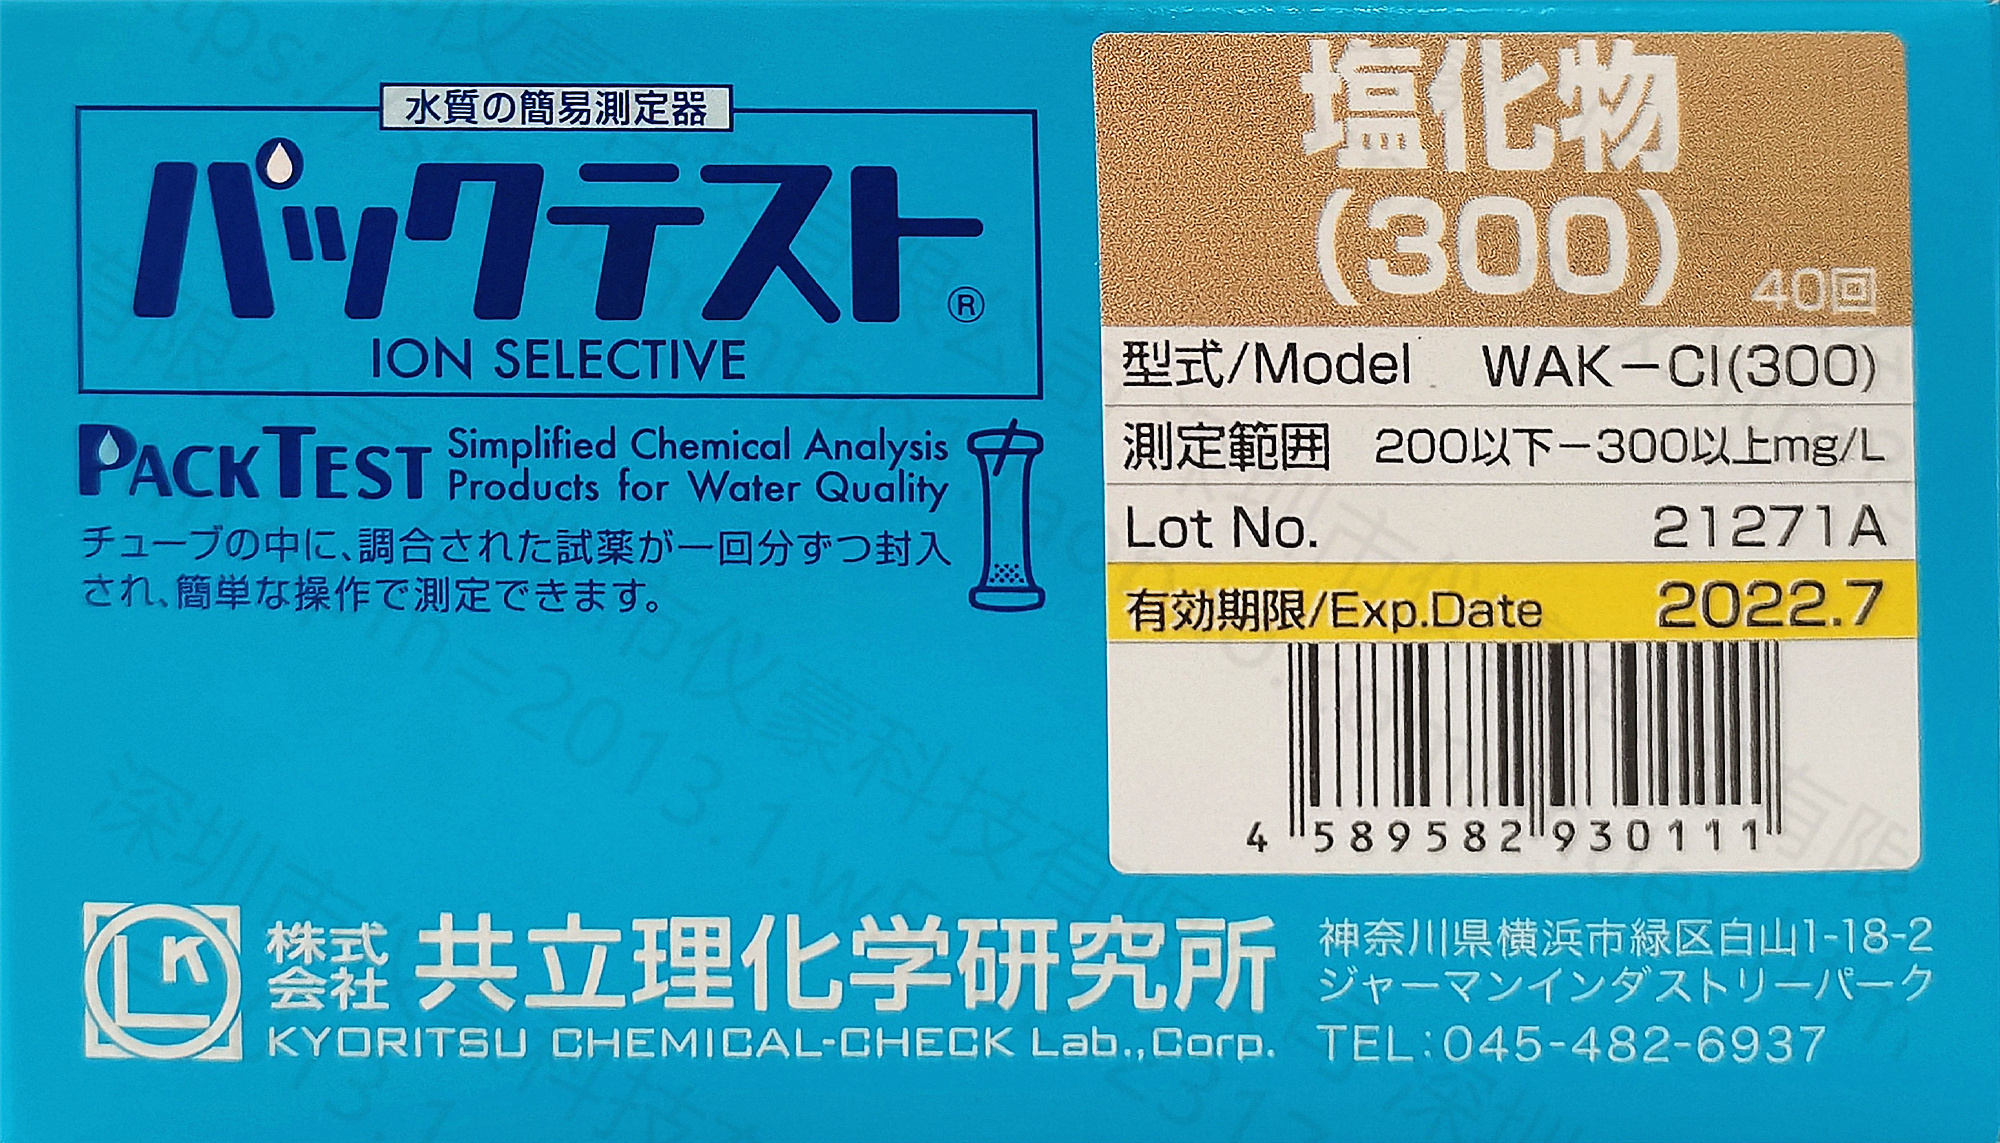 水質の簡易測定器
パックテスト®
ION SELECTIVE
PACKTEST
Simplified Chemical Analysis
Products for Water Quality
チューブの中に、調合された試薬が一回分ずつ封入
され、簡単な操作で測定できます。
塩化物
(300)
40回
型式/Model WAK－Cl(300)
測定範囲 200以下－300以上mg/L
Lot No. 21271A
有効期限/Exp.Date 2022.7
4 589582 930111
LK
株式
会社
共立理化学研究所
KYORITSU CHEMICAL-CHECK Lab.,Corp.
神奈川県横浜市緑区白山1-18-2
ジャーマンインダストリーパーク
TEL:045-482-6937